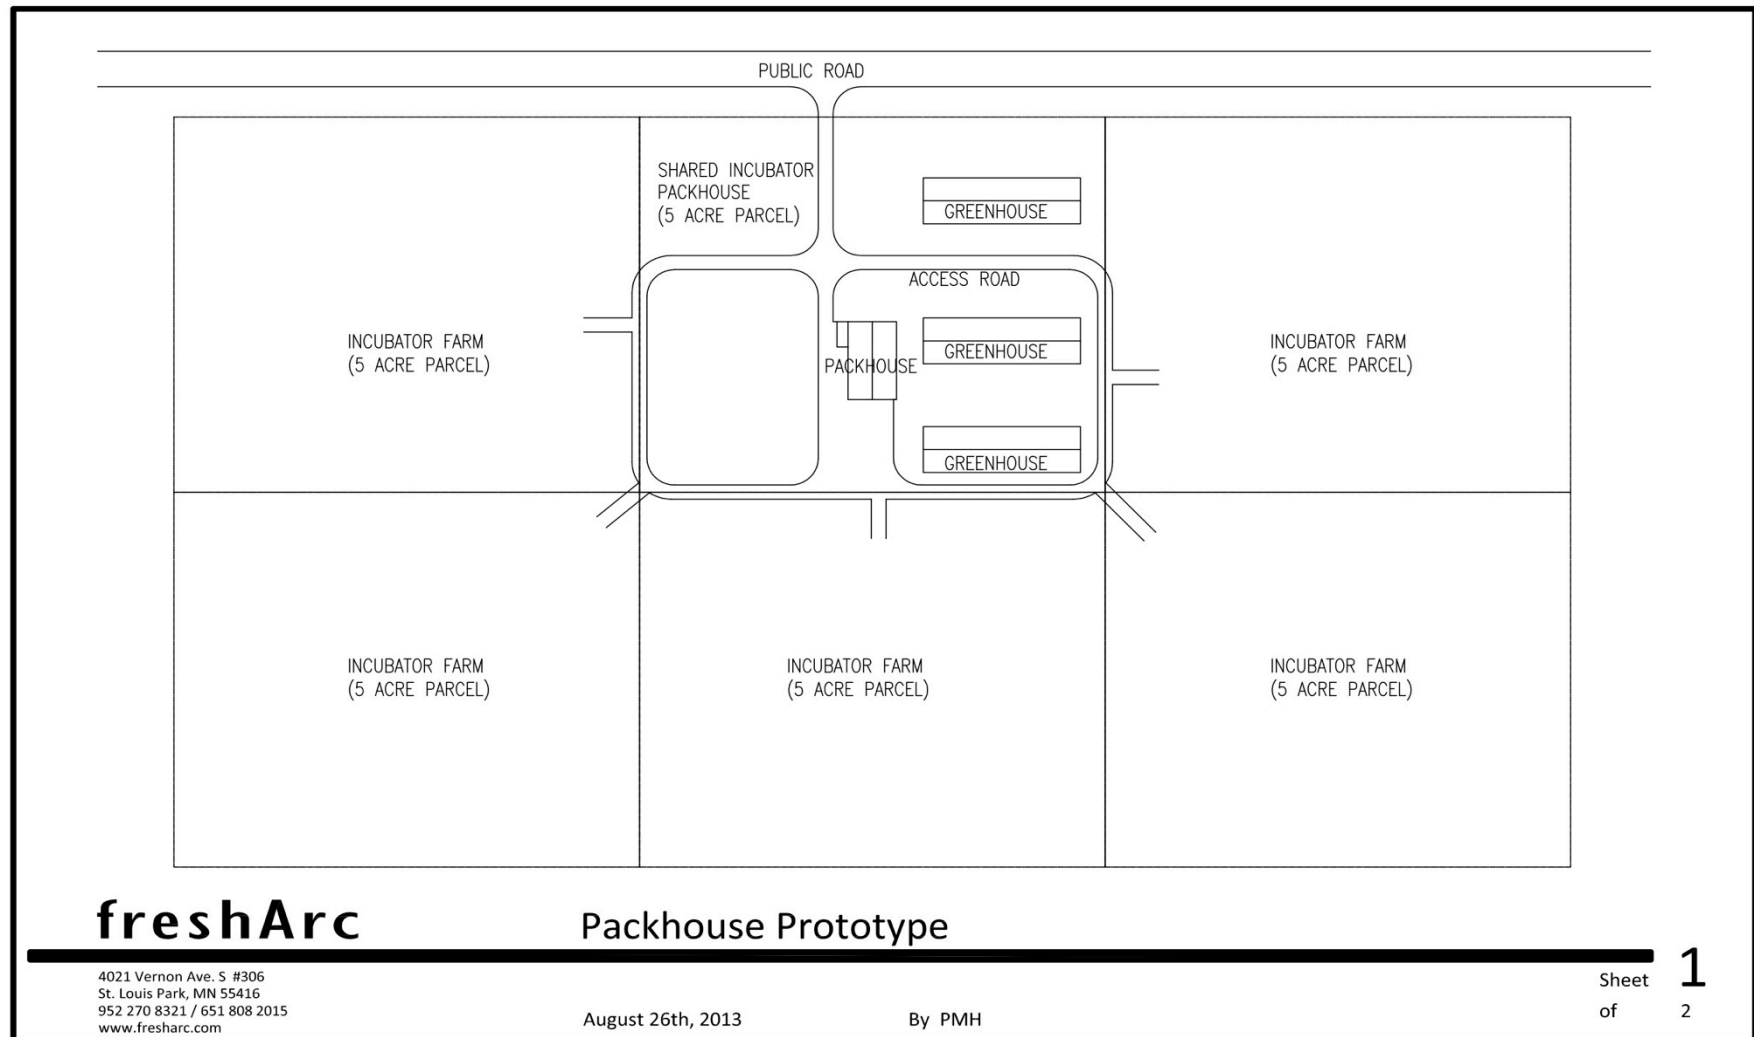 PUBLIC ROAD
SHARED INCUBATOR
PACKHOUSE
(5 ACRE PARCEL)
GREENHOUSE
ACCESS ROAD
INCUBATOR FARM
(5 ACRE PARCEL)
PACKHOUSE
GREENHOUSE
INCUBATOR FARM
(5 ACRE PARCEL)
GREENHOUSE
INCUBATOR FARM
(5 ACRE PARCEL)
INCUBATOR FARM
(5 ACRE PARCEL)
INCUBATOR FARM
(5 ACRE PARCEL)
freshArc
Packhouse Prototype
4021 Vernon Ave. S #306
St. Louis Park, MN 55416
952 270 8321 / 651 808 2015
www.fresharc.com
August 26th, 2013
By PMH
Sheet 1
of 2